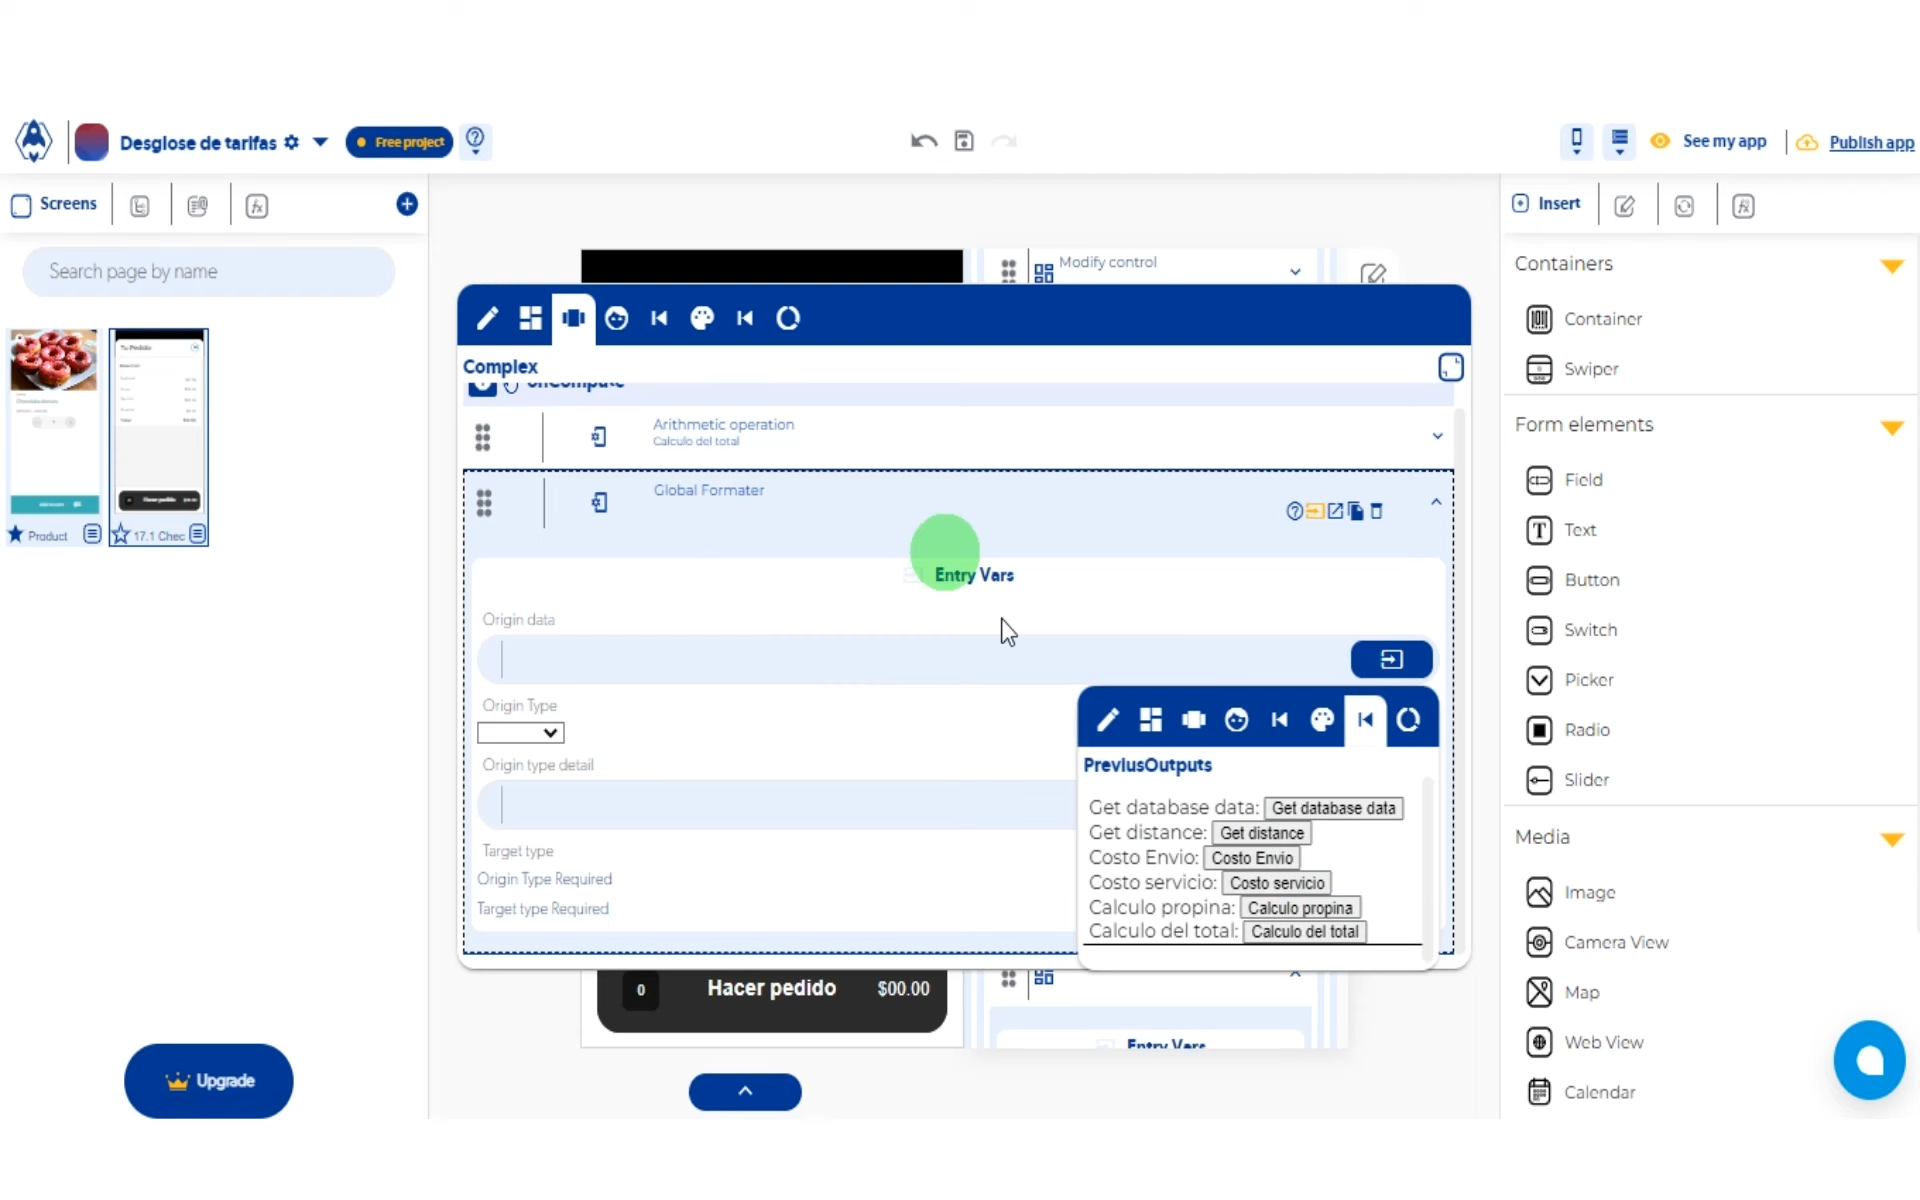 Desglose de tarifas
Free project
See my app
Publish app
Screens
Insert
Search page by name
Product
17.1 Chec
Tu Pedido
Upgrade
Modify control
Complex
onCompute
Arithmetic operation
Calculo del total
Global Formater
Entry Vars
Origin data
Origin Type
Origin type detail
Target type
Origin Type Required
Target type Required
PreviusOutputs
Get database data: Get database data
Get distance: Get distance
Costo Envio: Costo Envio
Costo servicio: Costo servicio
Calculo propina: Calculo propina
Calculo del total: Calculo del total
0 Hacer pedido $00.00
Entry Vars
Containers
Container
Swiper
Form elements
Field
Text
Button
Switch
Picker
Radio
Slider
Media
Image
Camera View
Map
Web View
Calendar